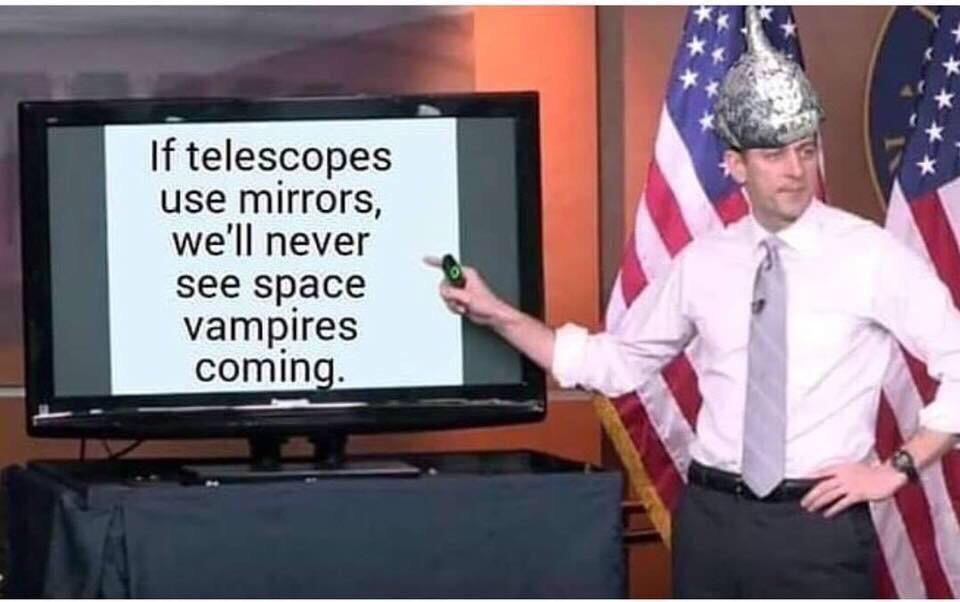 If telescopes
use mirrors,
we'll never
see space
vampires
coming.